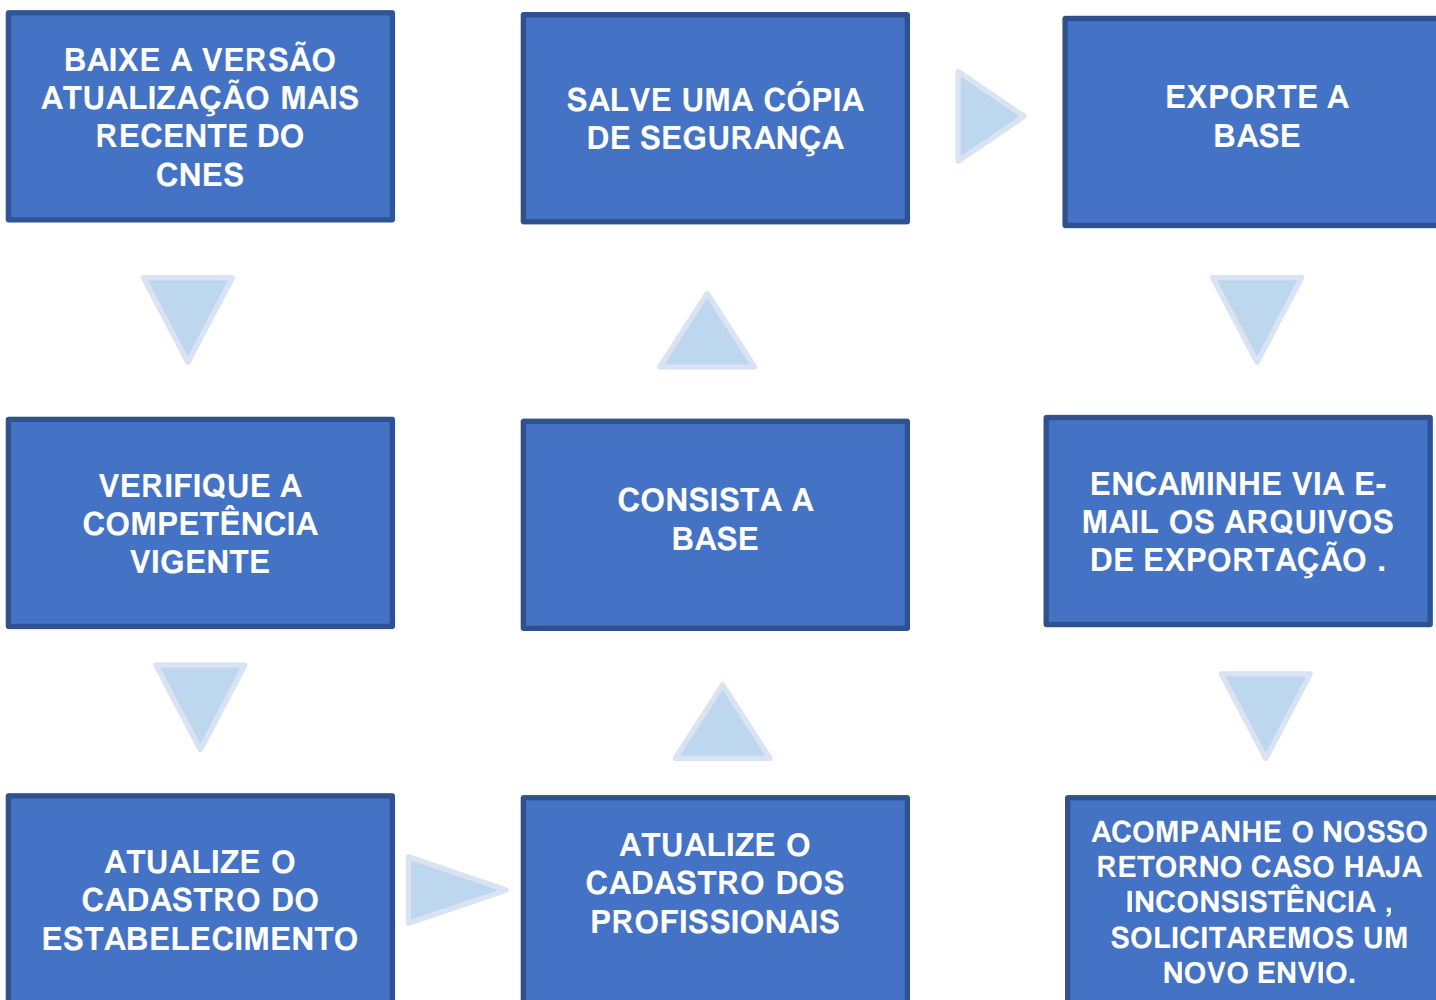 BAIXE A VERSÃO
ATUALIZAÇÃO MAIS
RECENTE DO
CNES
VERIFIQUE A
COMPETÊNCIA
VIGENTE
ATUALIZE O
CADASTRO DO
ESTABELECIMENTO
ATUALIZE O
CADASTRO DOS
PROFISSIONAIS
CONSISTA A
BASE
SALVE UMA CÓPIA
DE SEGURANÇA
EXPORTE A
BASE
ENCAMINHE VIA E-
MAIL OS ARQUIVOS
DE EXPORTAÇÃO .
ACOMPANHE O NOSSO
RETORNO CASO HAJA
INCONSISTÊNCIA ,
SOLICITAREMOS UM
NOVO ENVIO.